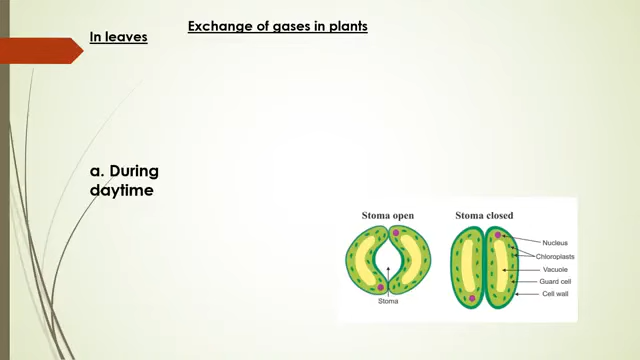 Exchange of gases in plants
In leaves
a. During
daytime
Stoma open
Stoma closed
Nucleus
Chloroplasts
Vacuole
Guard cell
Cell wall
Stoma